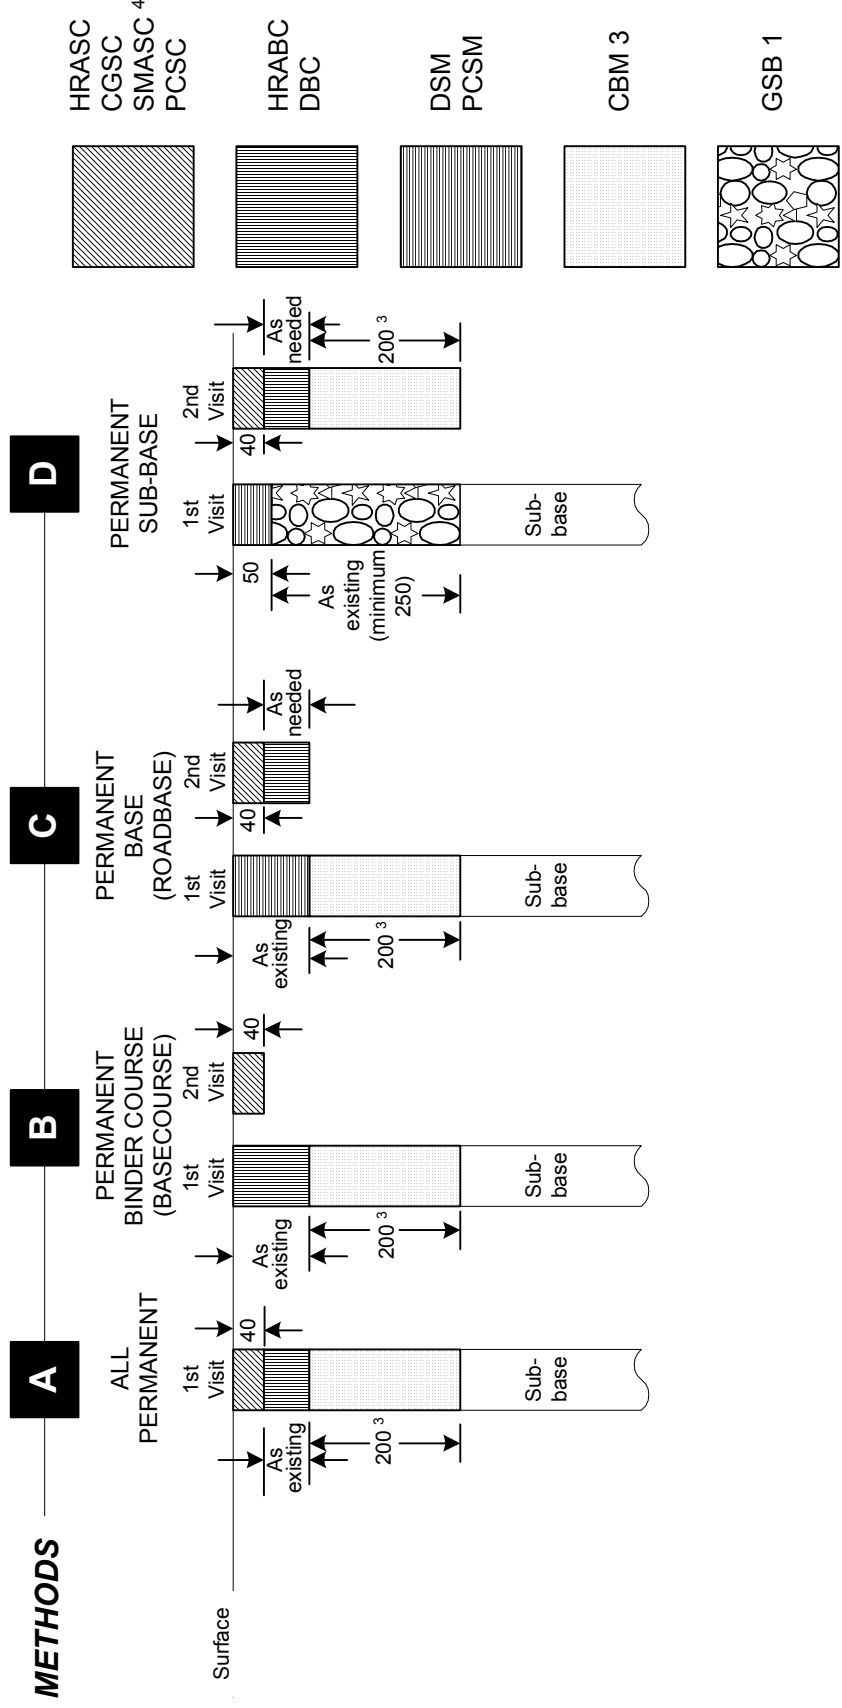 METHODS
A
B
C
D
ALL
PERMANENT
PERMANENT
BINDER COURSE
(BASECOURSE)
PERMANENT
BASE
(ROADBASE)
PERMANENT
SUB-BASE
1st
Visit
1st
Visit
2nd
Visit
1st
Visit
2nd
Visit
1st
Visit
2nd
Visit
Surface
As
existing
200 3
40
Sub-
base
As
existing
200 3
40
Sub-
base
As
existing
200 3
40
As
needed
Sub-
base
50
As
existing
(minimum
250)
40
As
needed
200 3
Sub-
base
HRASC
CGSC
SMASC 4
PCSC
HRABC
DBC
DSM
PCSM
CBM 3
GSB 1